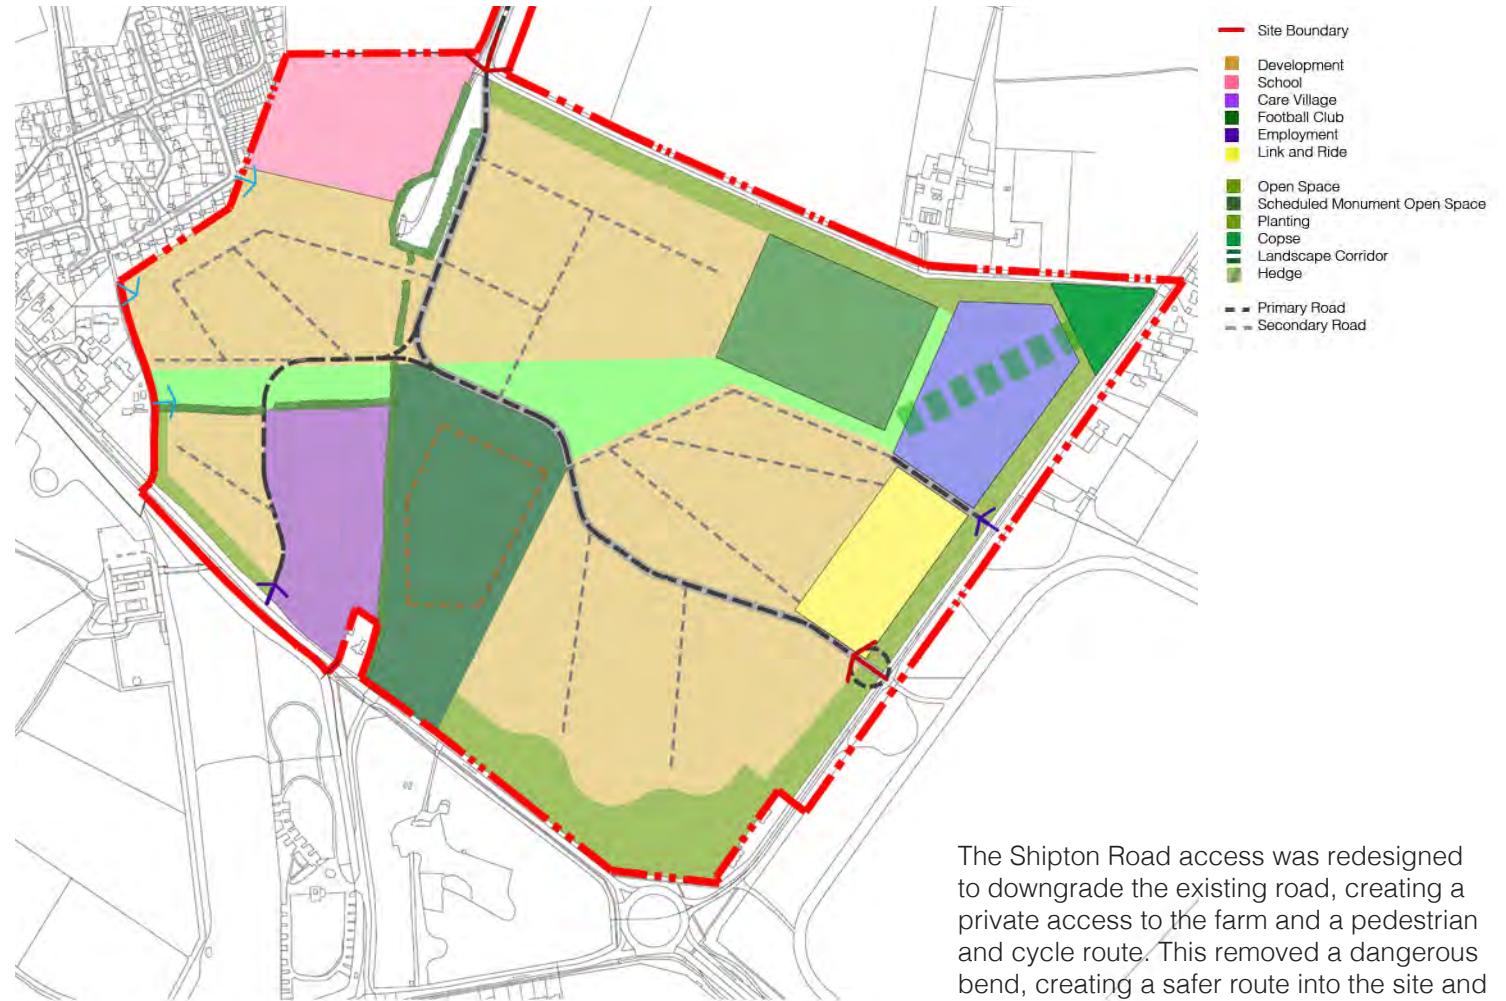 Site Boundary
Development
School
Care Village
Football Club
Employment
Link and Ride
Open Space
Scheduled Monument Open Space
Planting
Copse
Landscape Corridor
Hedge
Primary Road
Secondary Road
The Shipton Road access was redesigned
to downgrade the existing road, creating a
private access to the farm and a pedestrian
and cycle route. This removed a dangerous
bend, creating a safer route into the site and